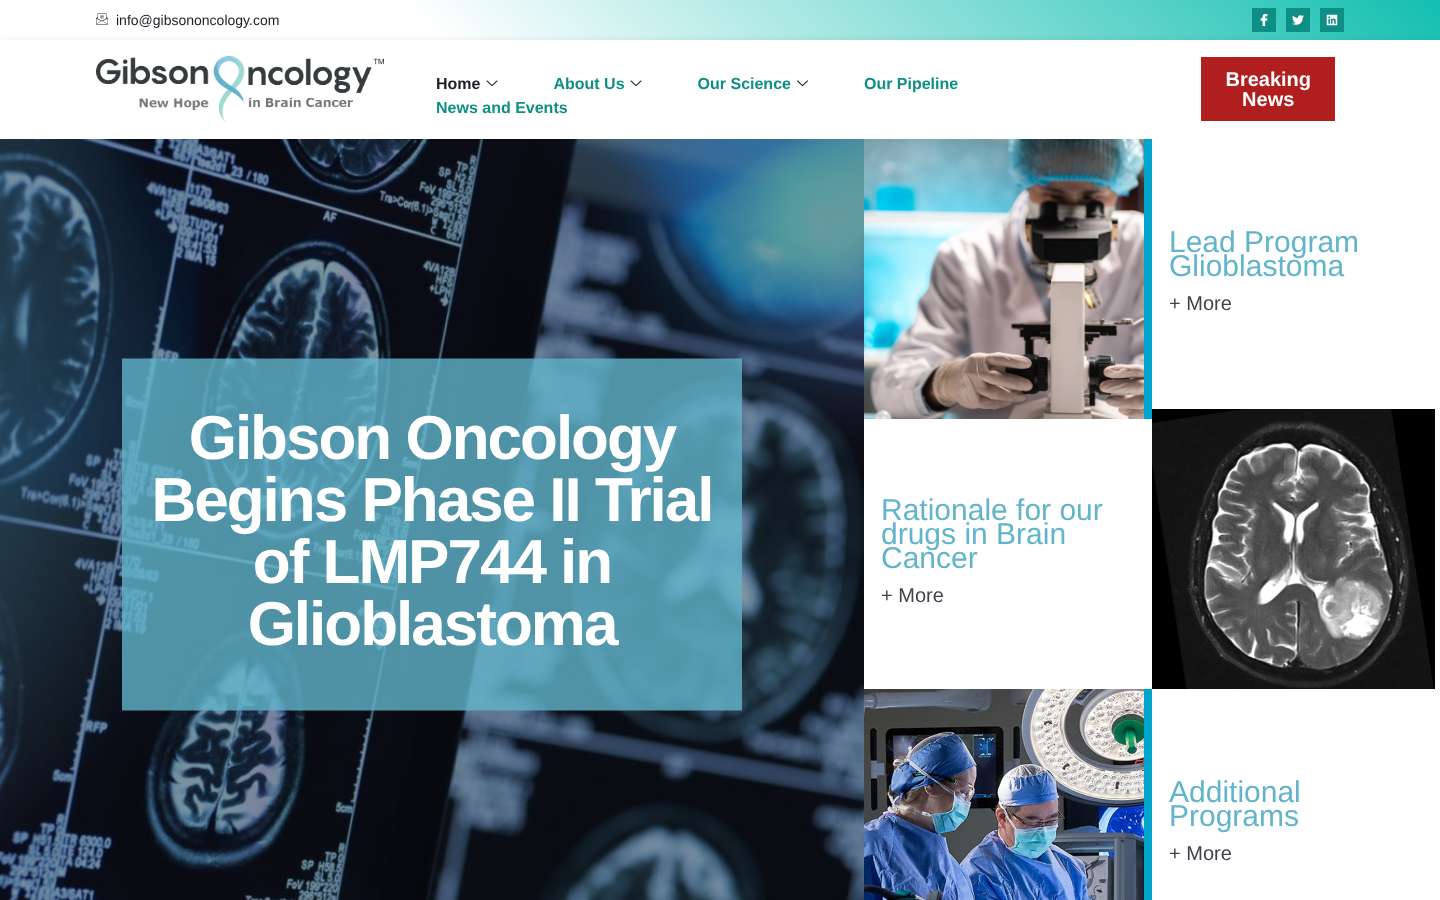 info@gibsononcology.com
Gibson Oncology™
New Hope in Brain Cancer
Home
About Us
Our Science
Our Pipeline
News and Events
Breaking
News
Gibson Oncology
Begins Phase II Trial
of LMP744 in
Glioblastoma
Lead Program
Glioblastoma
+ More
Rationale for our
drugs in Brain
Cancer
+ More
Additional
Programs
+ More